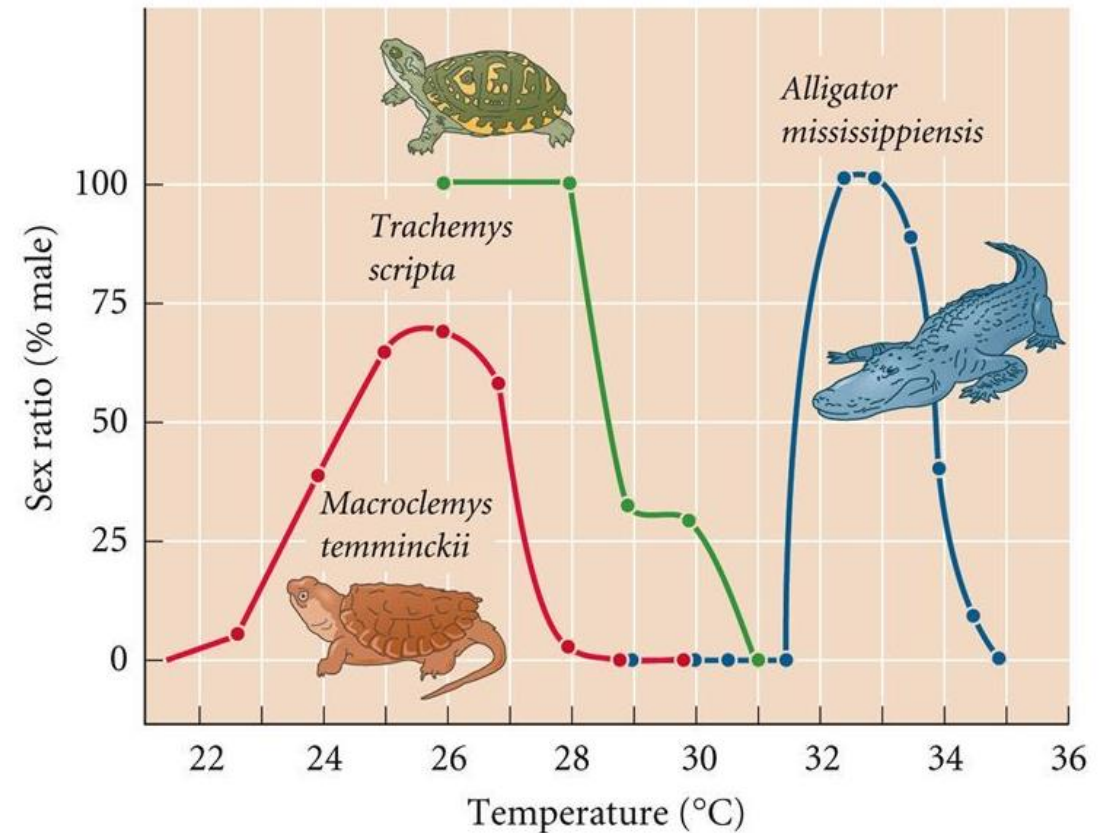 Alligator
mississippiensis
100
Trachemys
scripta
75
Sex ratio (% male)
50
Macroclemys
temminckii
25
0
22 24 26 28 30 32 34 36
Temperature (°C)